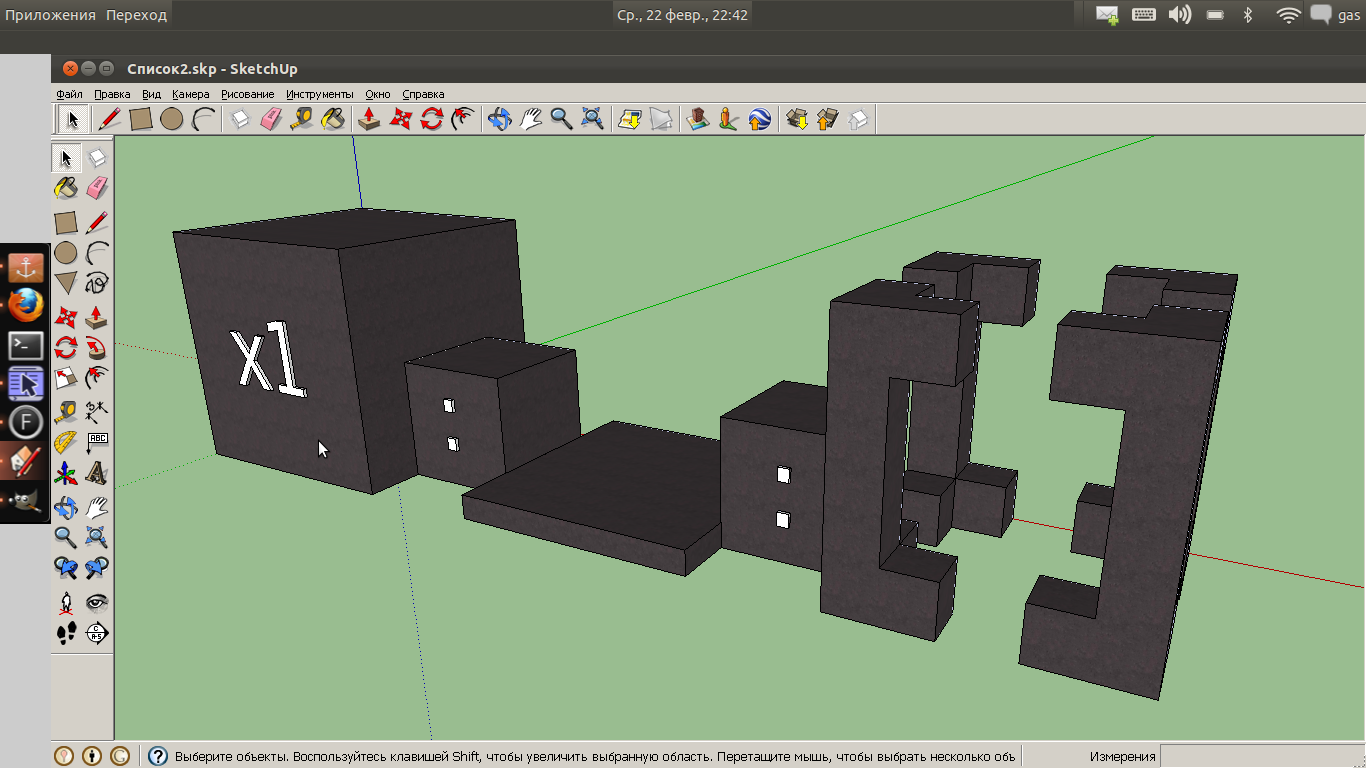 Приложения Переход
Ср., 22 февр., 22:42
gas
Список2.skp - SketchUp
Файл Правка Вид Камера Рисование Инструменты Окно Справка
x1
: :
[ ]
ABC
A
F
Выберите объекты. Воспользуйтесь клавишей Shift, чтобы увеличить выбранную область. Перетащите мышь, чтобы выбрать несколько объ
Измерения